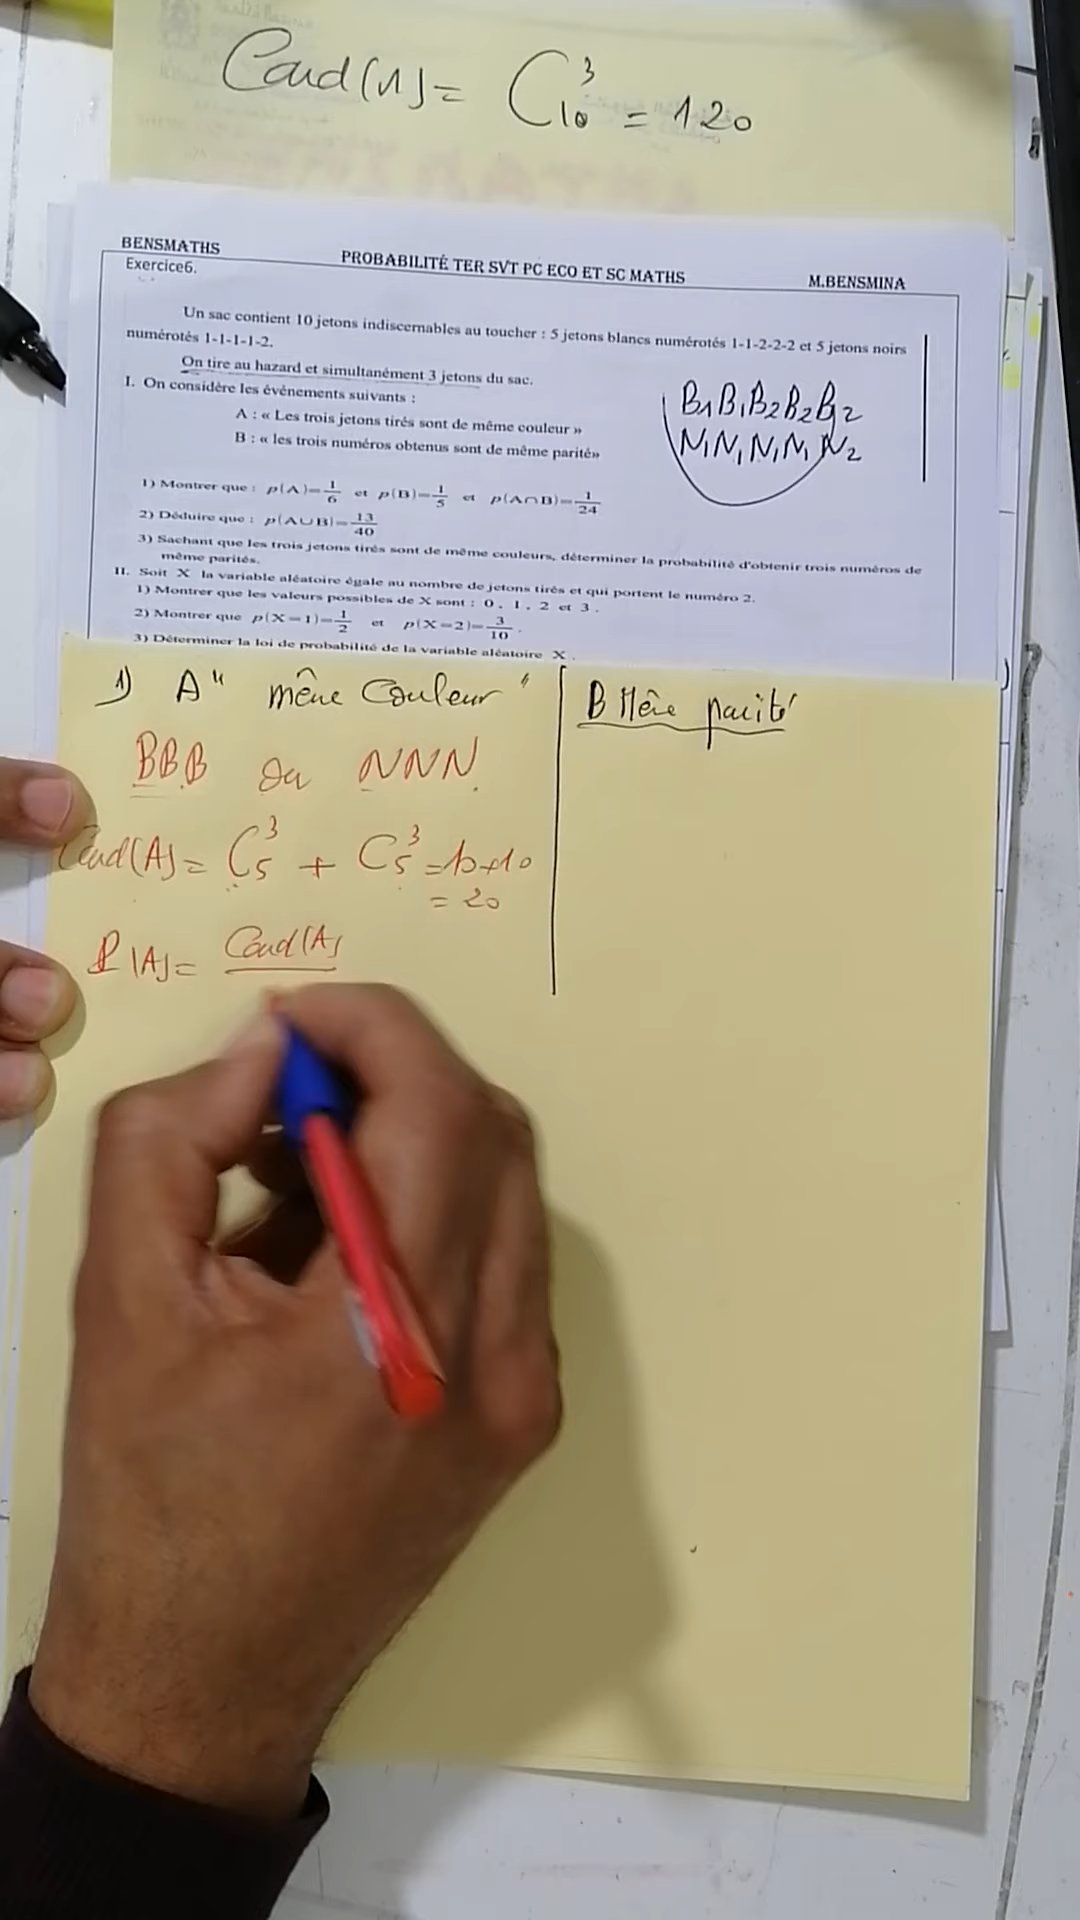 Card(Ω) = C₁₀³ = 120
BENSMATHS PROBABILITÉ TER SVT PC ECO ET SC MATHS M.BENSMINA
Exercice6.
Un sac contient 10 jetons indiscernables au toucher : 5 jetons blancs numérotés 1-1-2-2-2 et 5 jetons noirs
numérotés 1-1-1-1-2.
On tire au hazard et simultanément 3 jetons du sac.
I. On considère les événements suivants :
A : « Les trois jetons tirés sont de même couleur »
B : « les trois numéros obtenus sont de même parité»
B₁B₁B₂B₂B₂
N₁N₁N₁N₁N₂
1) Montrer que : p(A)=1/6 et p(B)=1/5 et p(A∩B)=1/24
2) Déduire que : p(A∪B)=13/40
3) Sachant que les trois jetons tirés sont de même couleurs, déterminer la probabilité d'obtenir trois numéros de
même parités.
II. Soit X la variable aléatoire égale au nombre de jetons tirés et qui portent le numéro 2.
1) Montrer que les valeurs possibles de X sont : 0 , 1 , 2 et 3 .
2) Montrer que p(X=1)=1/2 et p(X=2)=3/10 .
3) Déterminer la loi de probabilité de la variable aléatoire X .
1) A " même couleur "
BBB ou NNN
Card(A) = C₅³ + C₅³ = 10+10
= 20
P(A) = Card(A)
B Même parité